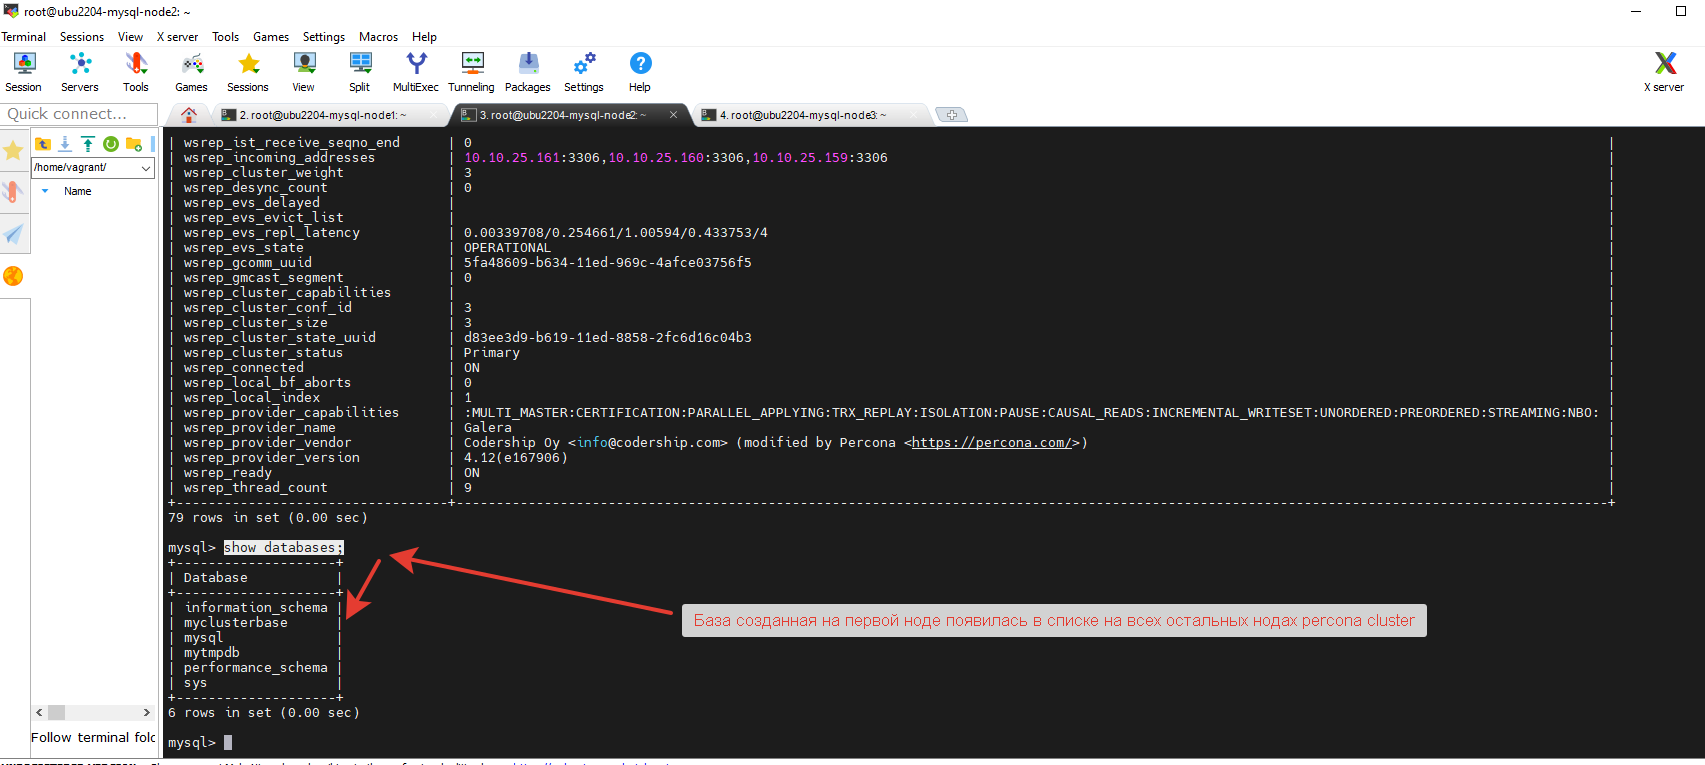 root@ubu2204-mysql-node2: ~
Terminal Sessions View X server Tools Games Settings Macros Help
Session Servers Tools Games Sessions View Split MultiExec Tunneling Packages Settings Help X server
Quick connect...
2. root@ubu2204-mysql-node1: ~
3. root@ubu2204-mysql-node2: ~
4. root@ubu2204-mysql-node3: ~
/home/vagrant/
Name
| wsrep_ist_receive_seqno_end | 0 |
| wsrep_incoming_addresses | 10.10.25.161:3306,10.10.25.160:3306,10.10.25.159:3306 |
| wsrep_cluster_weight | 3 |
| wsrep_desync_count | 0 |
| wsrep_evs_delayed | |
| wsrep_evs_evict_list | |
| wsrep_evs_repl_latency | 0.00339708/0.254661/1.00594/0.433753/4 |
| wsrep_evs_state | OPERATIONAL |
| wsrep_gcomm_uuid | 5fa48609-b634-11ed-969c-4afce03756f5 |
| wsrep_gmcast_segment | 0 |
| wsrep_cluster_capabilities | |
| wsrep_cluster_conf_id | 3 |
| wsrep_cluster_size | 3 |
| wsrep_cluster_state_uuid | d83ee3d9-b619-11ed-8858-2fc6d16c04b3 |
| wsrep_cluster_status | Primary |
| wsrep_connected | ON |
| wsrep_local_bf_aborts | 0 |
| wsrep_local_index | 1 |
| wsrep_provider_capabilities | :MULTI_MASTER:CERTIFICATION:PARALLEL_APPLYING:TRX_REPLAY:ISOLATION:PAUSE:CAUSAL_READS:INCREMENTAL_WRITESET:UNORDERED:PREORDERED:STREAMING:NBO: |
| wsrep_provider_name | Galera |
| wsrep_provider_vendor | Codership Oy <info@codership.com> (modified by Percona <https://percona.com/>) |
| wsrep_provider_version | 4.12(e167906) |
| wsrep_ready | ON |
| wsrep_thread_count | 9 |
79 rows in set (0.00 sec)
mysql> show databases;
| Database |
| information_schema |
| myclusterbase |
| mysql |
| mytmpdb |
| performance_schema |
| sys |
6 rows in set (0.00 sec)
mysql>
База созданная на первой ноде появилась в списке на всех остальных нодах percona cluster
Follow terminal fold